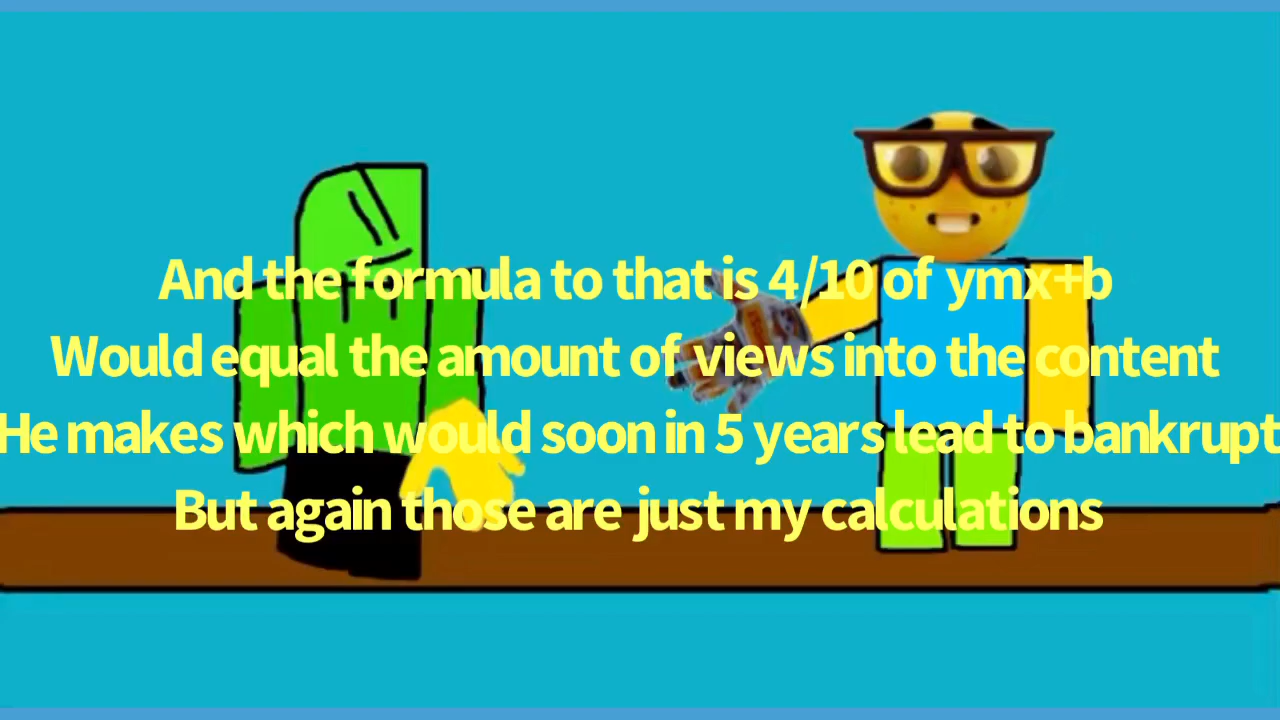 And the formula to that is 4/10 of ymx+b
Would equal the amount of views into the content
He makes which would soon in 5 years lead to bankrupt
But again those are just my calculations